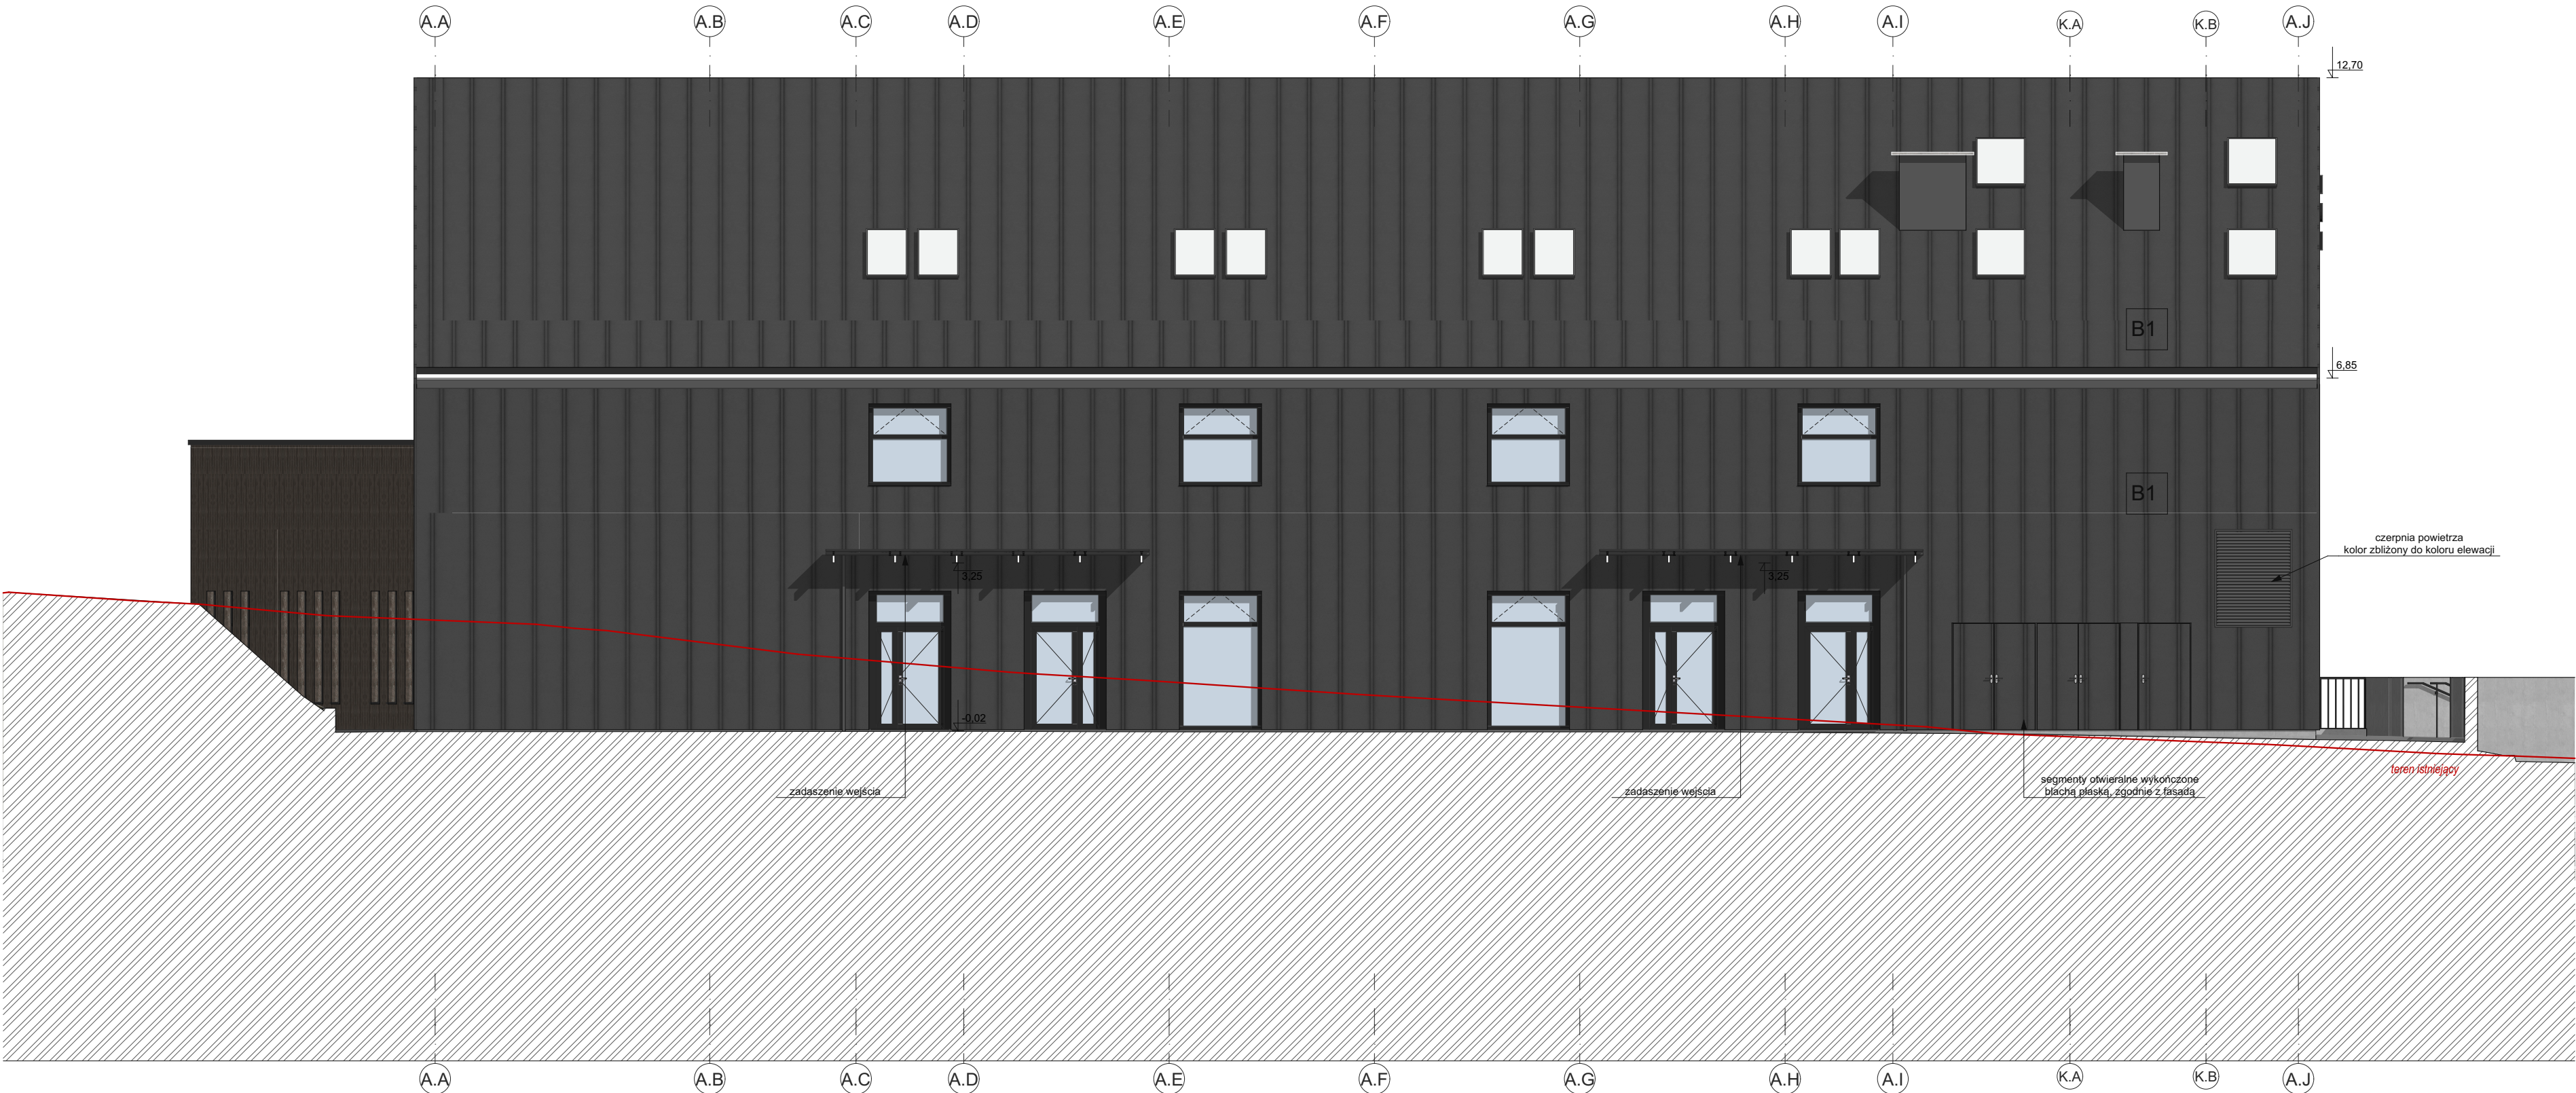 A.A A.B A.C A.D A.E A.F A.G A.H A.I K.A K.B A.J
12,70
B1
6,85
B1
czerpnia powietrza
kolor zbliżony do koloru elewacji
3,25
3,25
-0,02
teren istniejący
zadaszenie wejścia
zadaszenie wejścia
segmenty otwieralne wykończone
blachą płaską, zgodnie z fasadą
A.A A.B A.C A.D A.E A.F A.G A.H A.I K.A K.B A.J